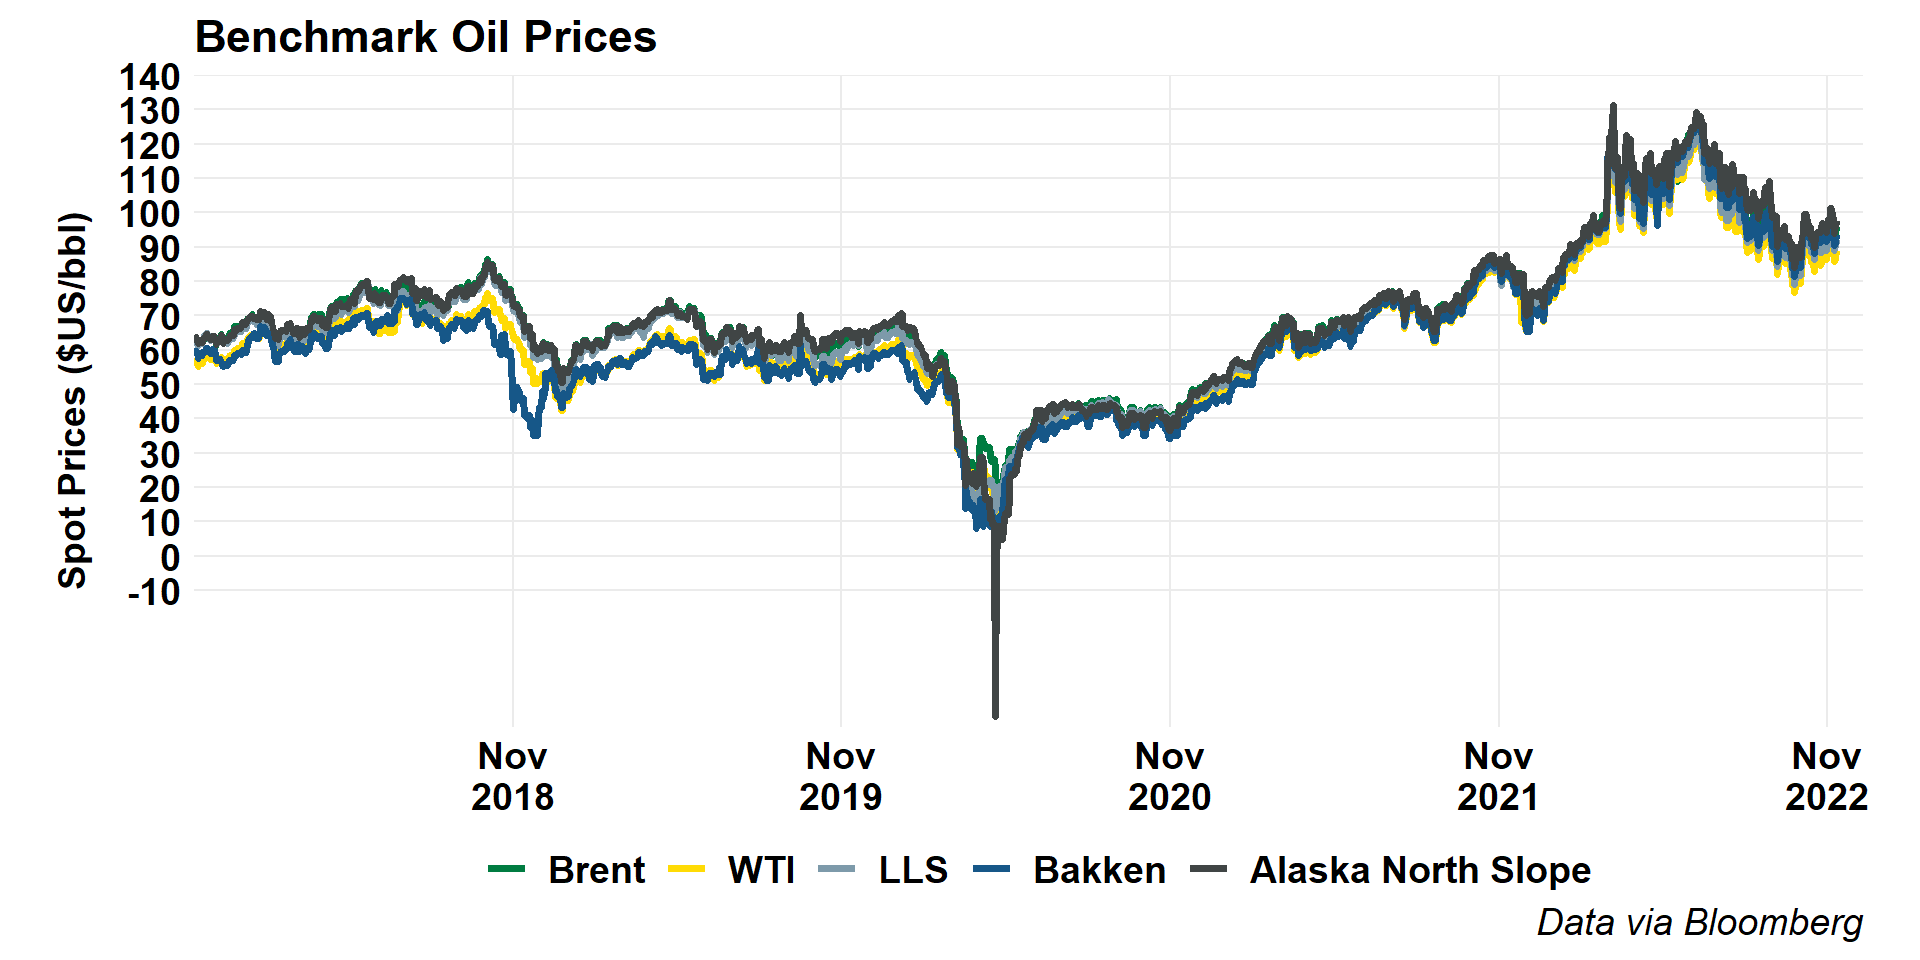 Benchmark Oil Prices
140
130
120
110
100
90
80
70
60
50
40
30
20
10
0
-10
Spot Prices ($US/bbl)
Nov
2018
Nov
2019
Nov
2020
Nov
2021
Nov
2022
Brent WTI LLS Bakken Alaska North Slope
Data via Bloomberg